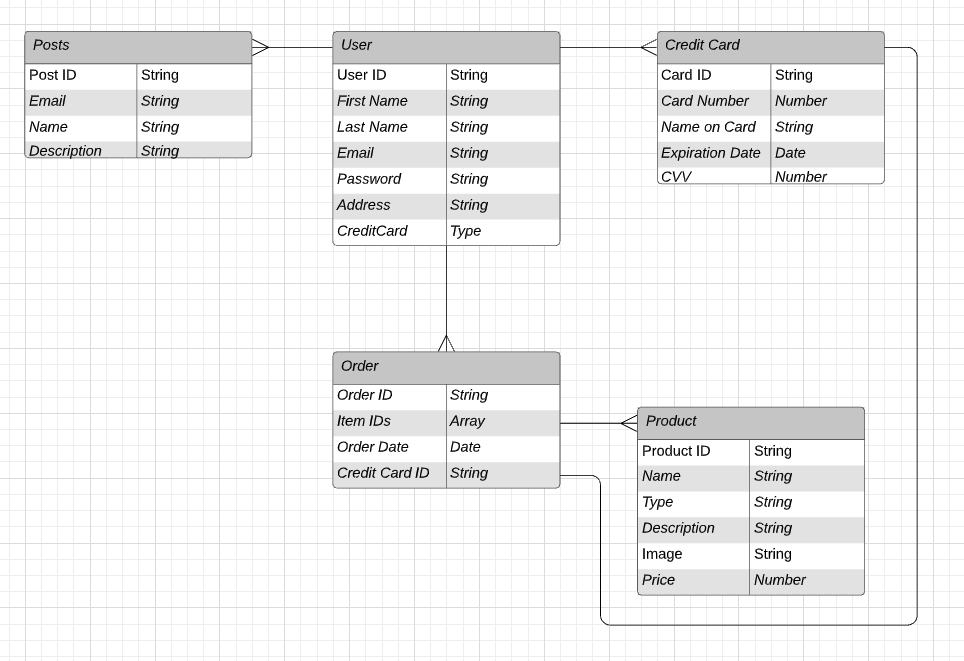 Posts
Post ID String
Email String
Name String
Description String
User
User ID String
First Name String
Last Name String
Email String
Password String
Address String
CreditCard Type
Credit Card
Card ID String
Card Number Number
Name on Card String
Expiration Date Date
CVV Number
Order
Order ID String
Item IDs Array
Order Date Date
Credit Card ID String
Product
Product ID String
Name String
Type String
Description String
Image String
Price Number